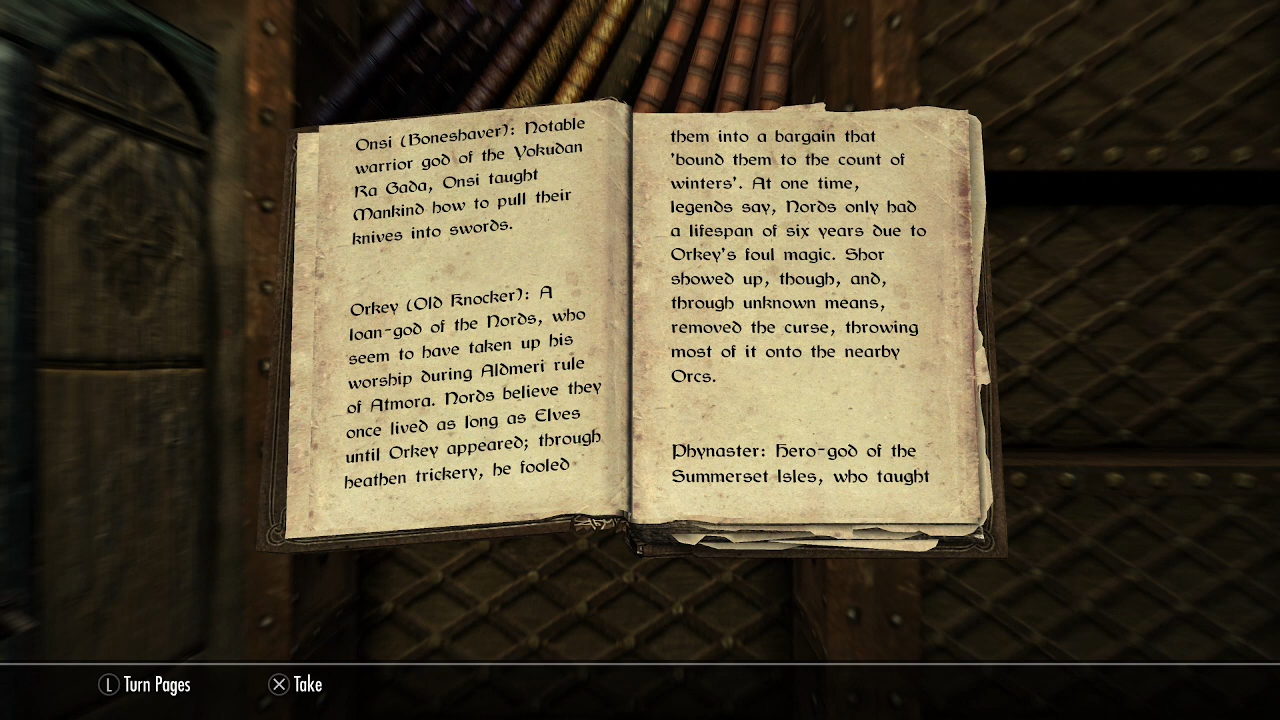 Onsi (Boneshaver): Notable
warrior god of the Yokudan
Ra Gada, Onsi taught
Mankind how to pull their
knives into swords.
Orkey (Old Knocker): A
loan-god of the Nords, who
seem to have taken up his
worship during Aldmeri rule
of Atmora. Nords believe they
once lived as long as Elves
until Orkey appeared; through
heathen trickery, he fooled
them into a bargain that
'bound them to the count of
winters'. At one time,
legends say, Nords only had
a lifespan of six years due to
Orkey's foul magic. Shor
showed up, though, and,
through unknown means,
removed the curse, throwing
most of it onto the nearby
Orcs.
Phynaster: Hero-god of the
Summerset Isles, who taught
L Turn Pages
X Take